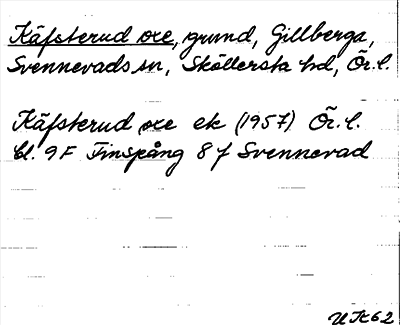 Käfsterud oxe, grund, Gillberga,
Svennevads sn, Sköllersta hd, Ör. l.
Käfsterud oxe ek (1957) Ör. l.
bl. 9 F Finspång 8 f Svennevad
62